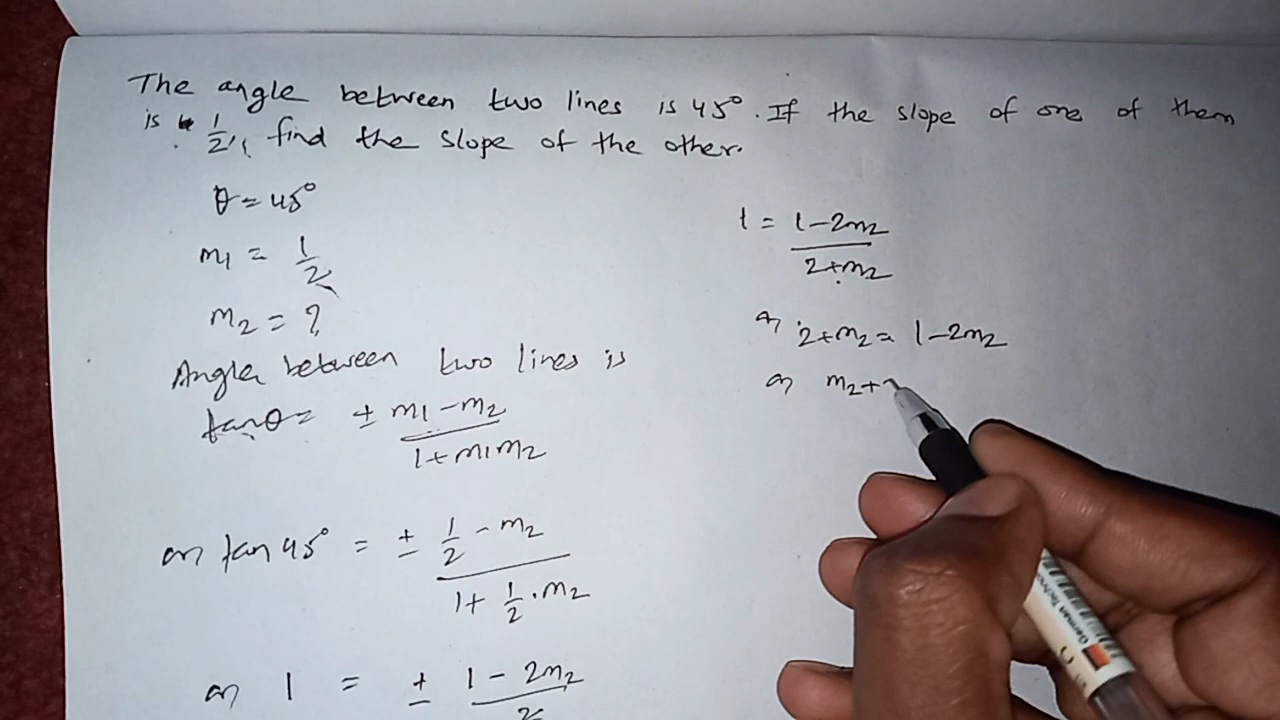 The angle between two lines is 45°. If the slope of one of them
is 1/2, find the slope of the other.
θ = 45°
m1 = 1/2
m2 = ?
Angle between two lines is
tanθ = ± m1 - m2 / 1 + m1m2
or tan 45° = ± 1/2 - m2 / 1 + 1/2 . m2
or 1 = ± 1 - 2m2 / 2
1 = 1 - 2m2 / 2 + m2
or 2 + m2 = 1 - 2m2
or m2 +
German Techn